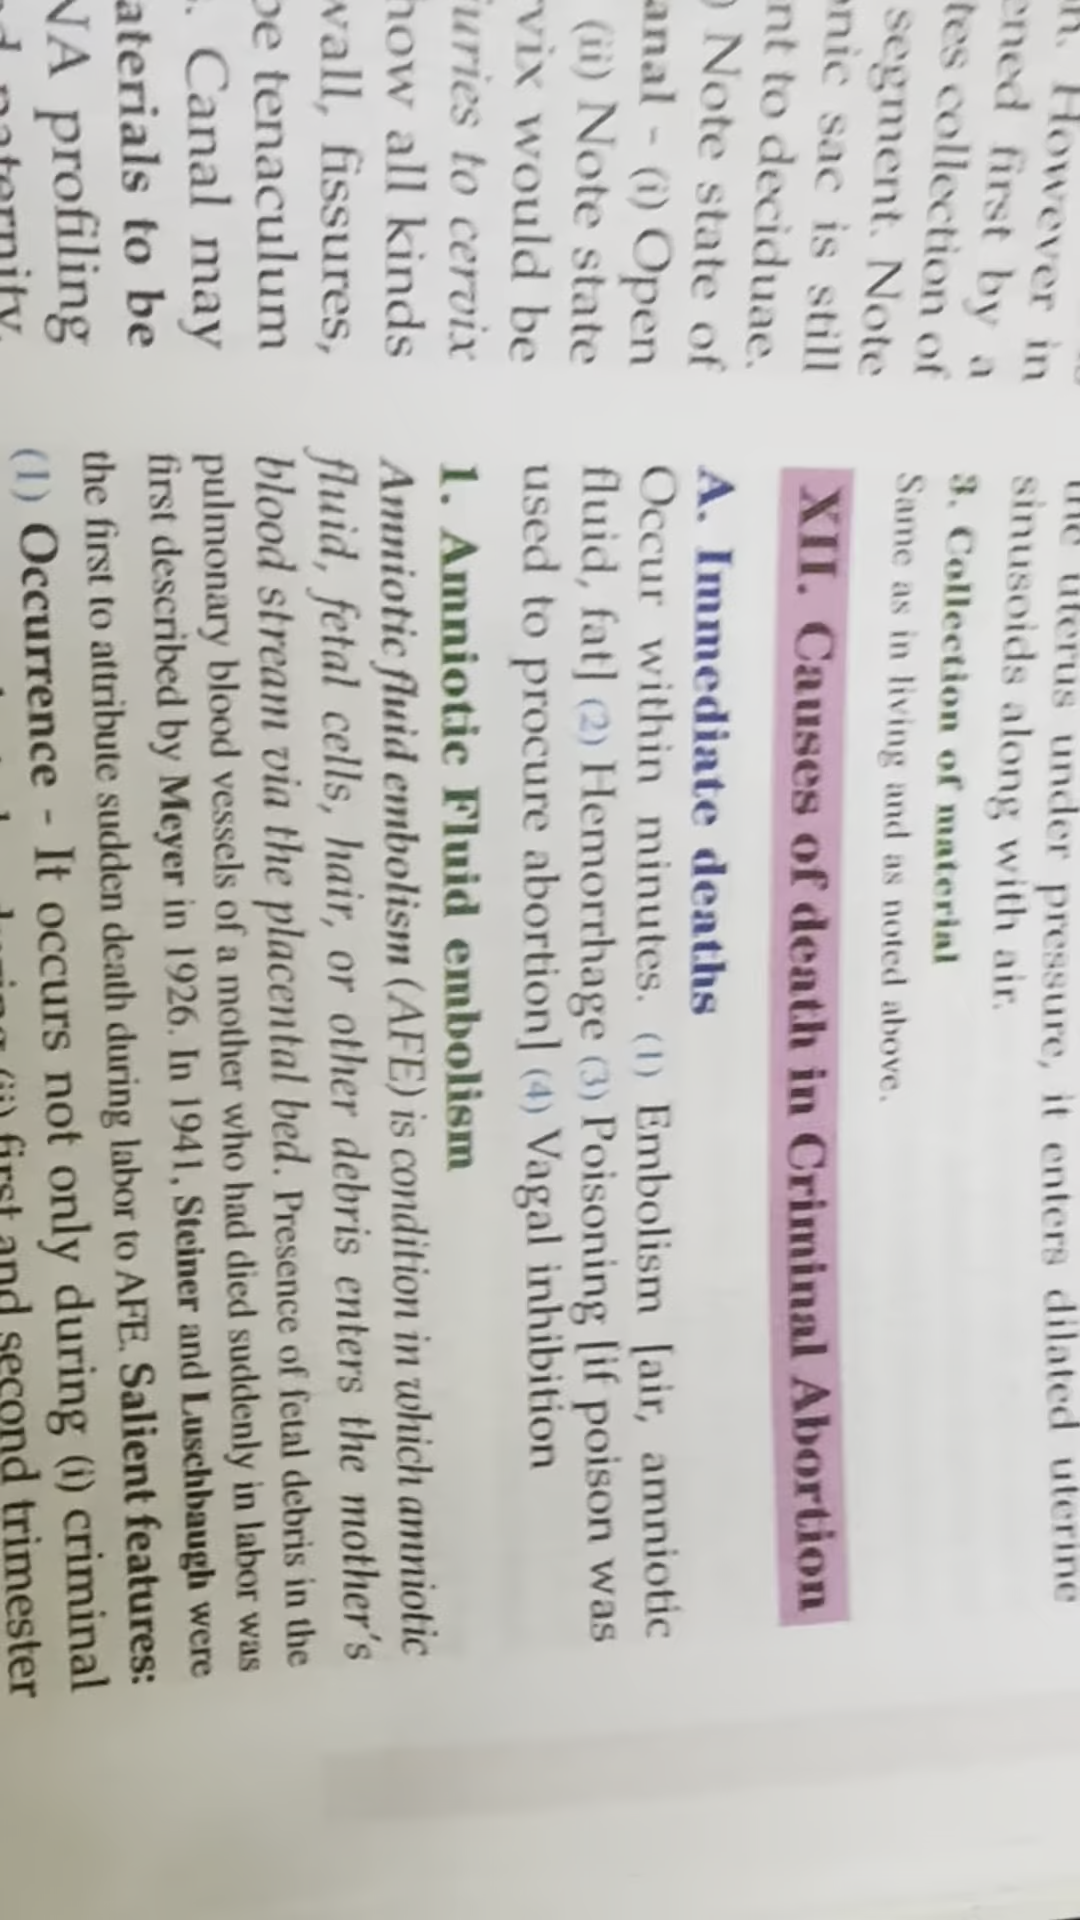 n. However in
erned first by a
tes collection of
segment. Note
nic sac is still
nt to deciduae.
) Note state of
anal - (i) Open
(ii) Note state
rvix would be
juries to cervix
how all kinds
wall, fissures,
be tenaculum
. Canal may
aterials to be
NA profiling
d paternity.
the uterus under pressure, it enters dilated uterine
sinusoids along with air.
3. Collection of material
Same as in living and as noted above.
XII. Causes of death in Criminal Abortion
A. Immediate deaths
Occur within minutes. (1) Embolism [air, amniotic
fluid, fat] (2) Hemorrhage (3) Poisoning [if poison was
used to procure abortion] (4) Vagal inhibition
1. Amniotic Fluid embolism
Amniotic fluid embolism (AFE) is condition in which amniotic
fluid, fetal cells, hair, or other debris enters the mother's
blood stream via the placental bed. Presence of fetal debris in the
pulmonary blood vessels of a mother who had died suddenly in labor was
first described by Meyer in 1926. In 1941, Steiner and Luschbaugh were
the first to attribute sudden death during labor to AFE. Salient features:
(1) Occurrence - It occurs not only during (i) criminal
(ii) first and second trimester